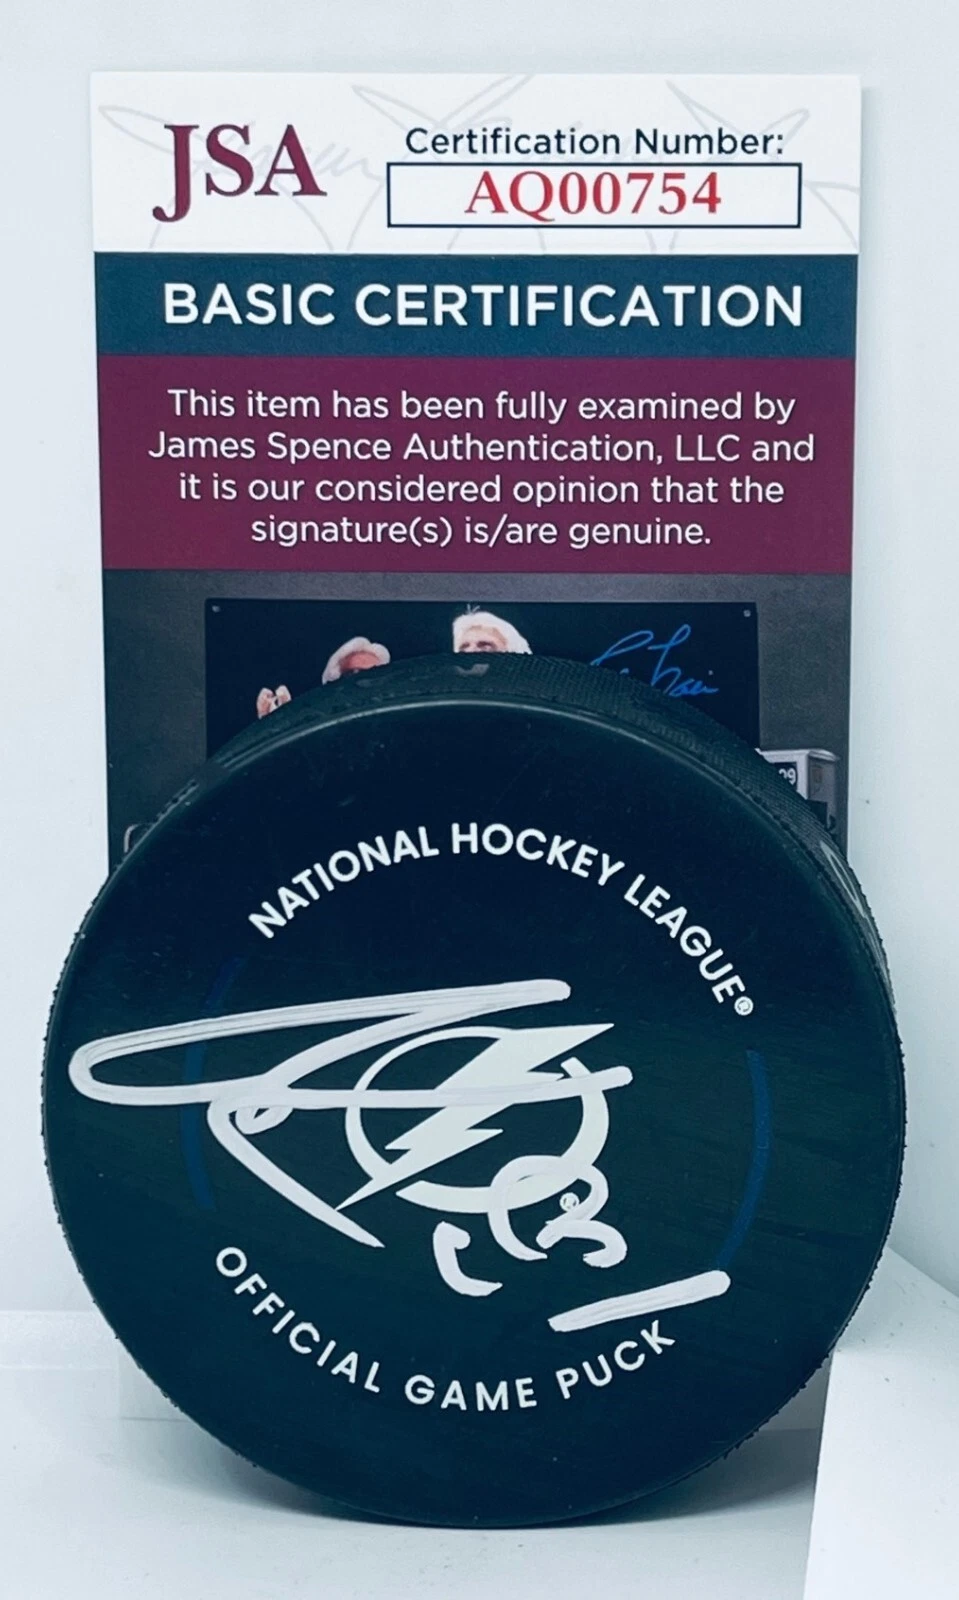 JSA
Certification Number:
AQ00754
BASIC CERTIFICATION
This item has been fully examined by
James Spence Authentication, LLC and
it is our considered opinion that the
signature(s) is/are genuine.
NATIONAL HOCKEY LEAGUE®
OFFICIAL GAME PUCK